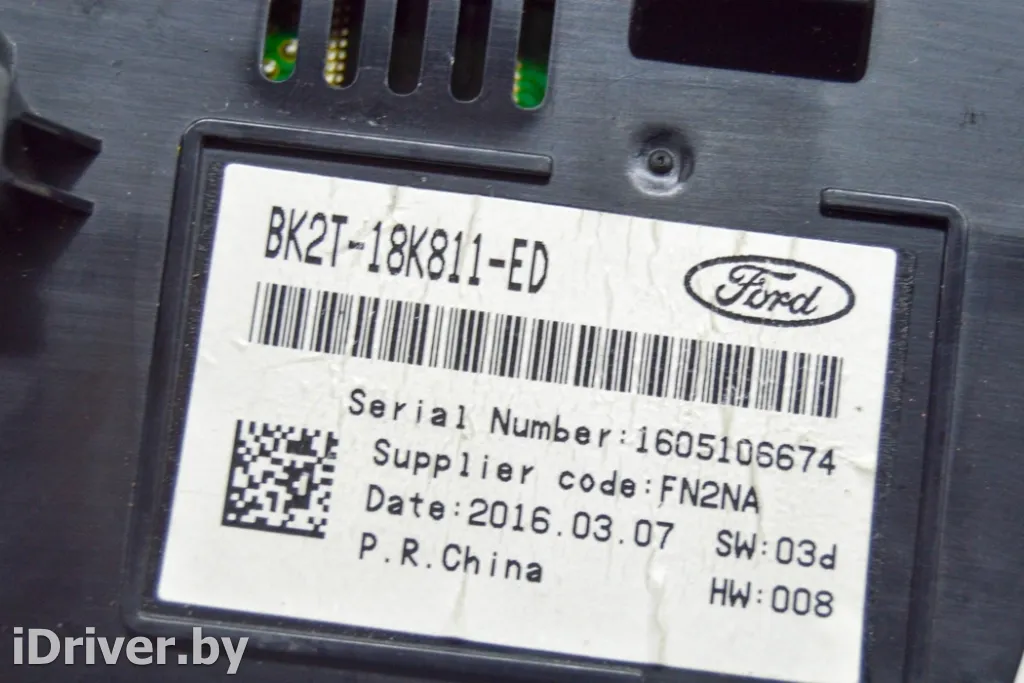 BK2T-18K811-ED
Ford
Serial Number:1605106674
Supplier code:FN2NA
Date:2016.03.07 SW:03d
P.R.China HW:008
iDriver.by